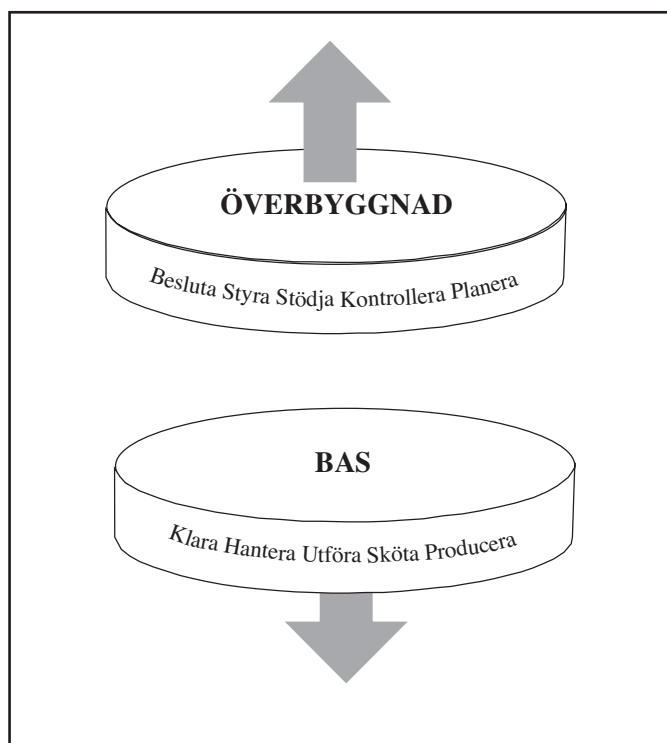 ÖVERBYGGNAD
Besluta Styra Stödja Kontrollera Planera
BAS
Klara Hantera Utföra Sköta Producera